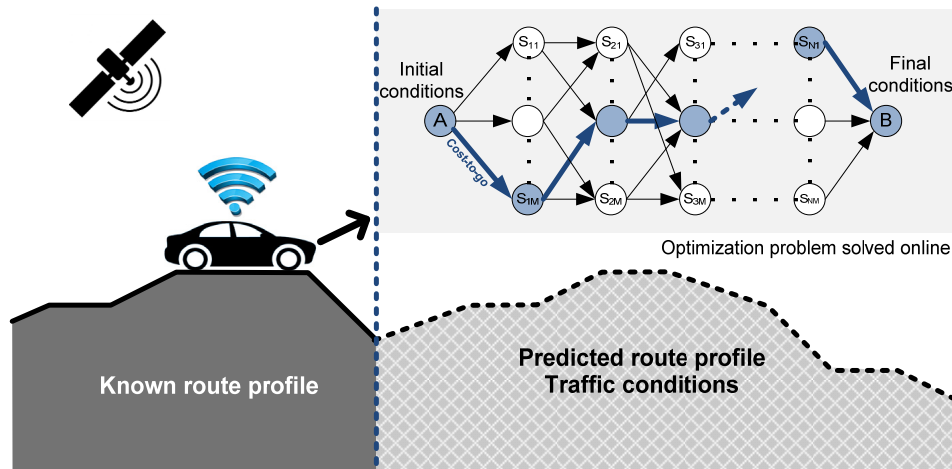 Initial
conditions
A
Cost-to-go
S11
S21
S31
SN1
S1M
S2M
S3M
SNM
Final
conditions
B
Optimization problem solved online
Known route profile
Predicted route profile
Traffic conditions